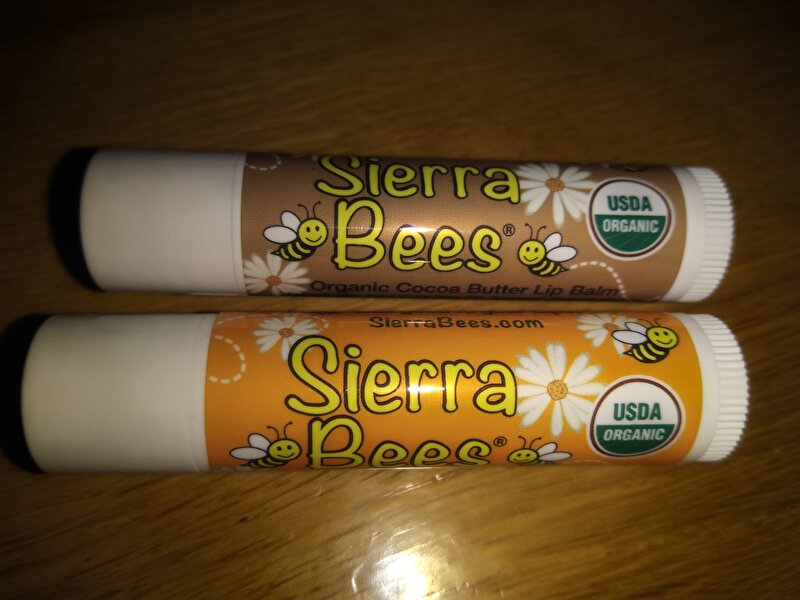 Sierra
Bees®
USDA
ORGANIC
Organic Cocoa Butter Lip Balm
SierraBees.com
Sierra
Bees®
USDA
ORGANIC